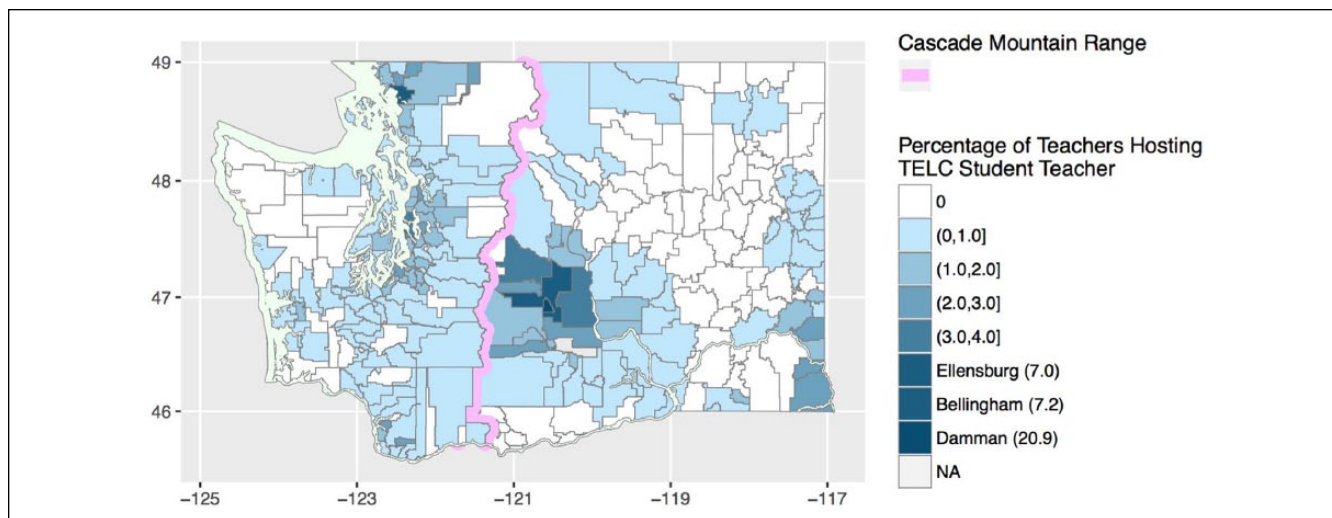 Cascade Mountain Range
Percentage of Teachers Hosting
TELC Student Teacher
0
(0,1.0]
(1.0,2.0]
(2.0,3.0]
(3.0,4.0]
Ellensburg (7.0)
Bellingham (7.2)
Damman (20.9)
NA
49
48
47
46
−125
−123
−121
−119
−117